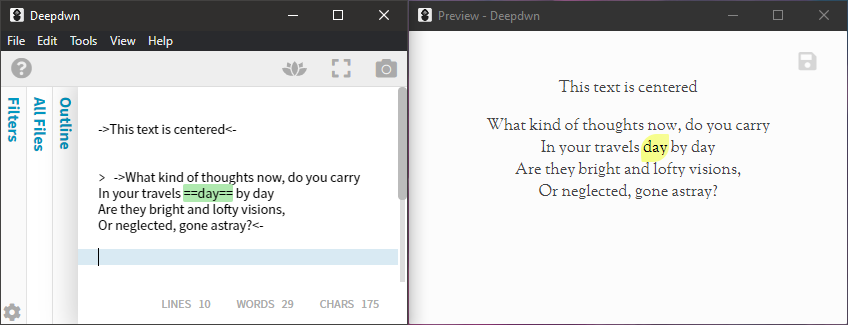 Deepdwn
File Edit Tools View Help
Filters
All Files
Outline
->This text is centered<-
> ->What kind of thoughts now, do you carry
In your travels ==day== by day
Are they bright and lofty visions,
Or neglected, gone astray?<-
LINES 10 WORDS 29 CHARS 175
Preview - Deepdwn
This text is centered
What kind of thoughts now, do you carry
In your travels day by day
Are they bright and lofty visions,
Or neglected, gone astray?